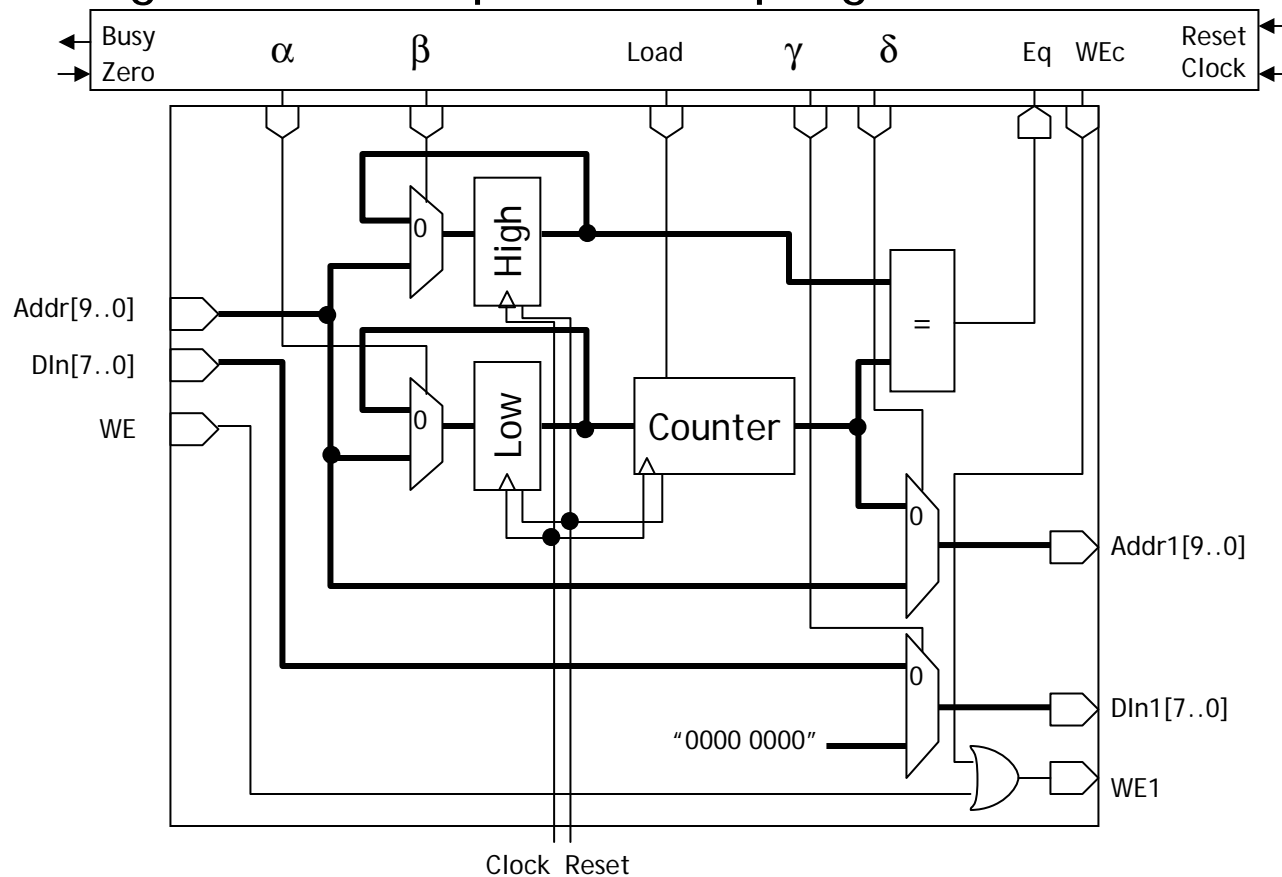 Busy
Zero
α
β
Load
γ
δ
Eq
WEc
Reset
Clock
0
High
Addr[9..0]
=
DIn[7..0]
0
Low
Counter
WE
0
Addr1[9..0]
0
DIn1[7..0]
“0000 0000”
WE1
Clock Reset